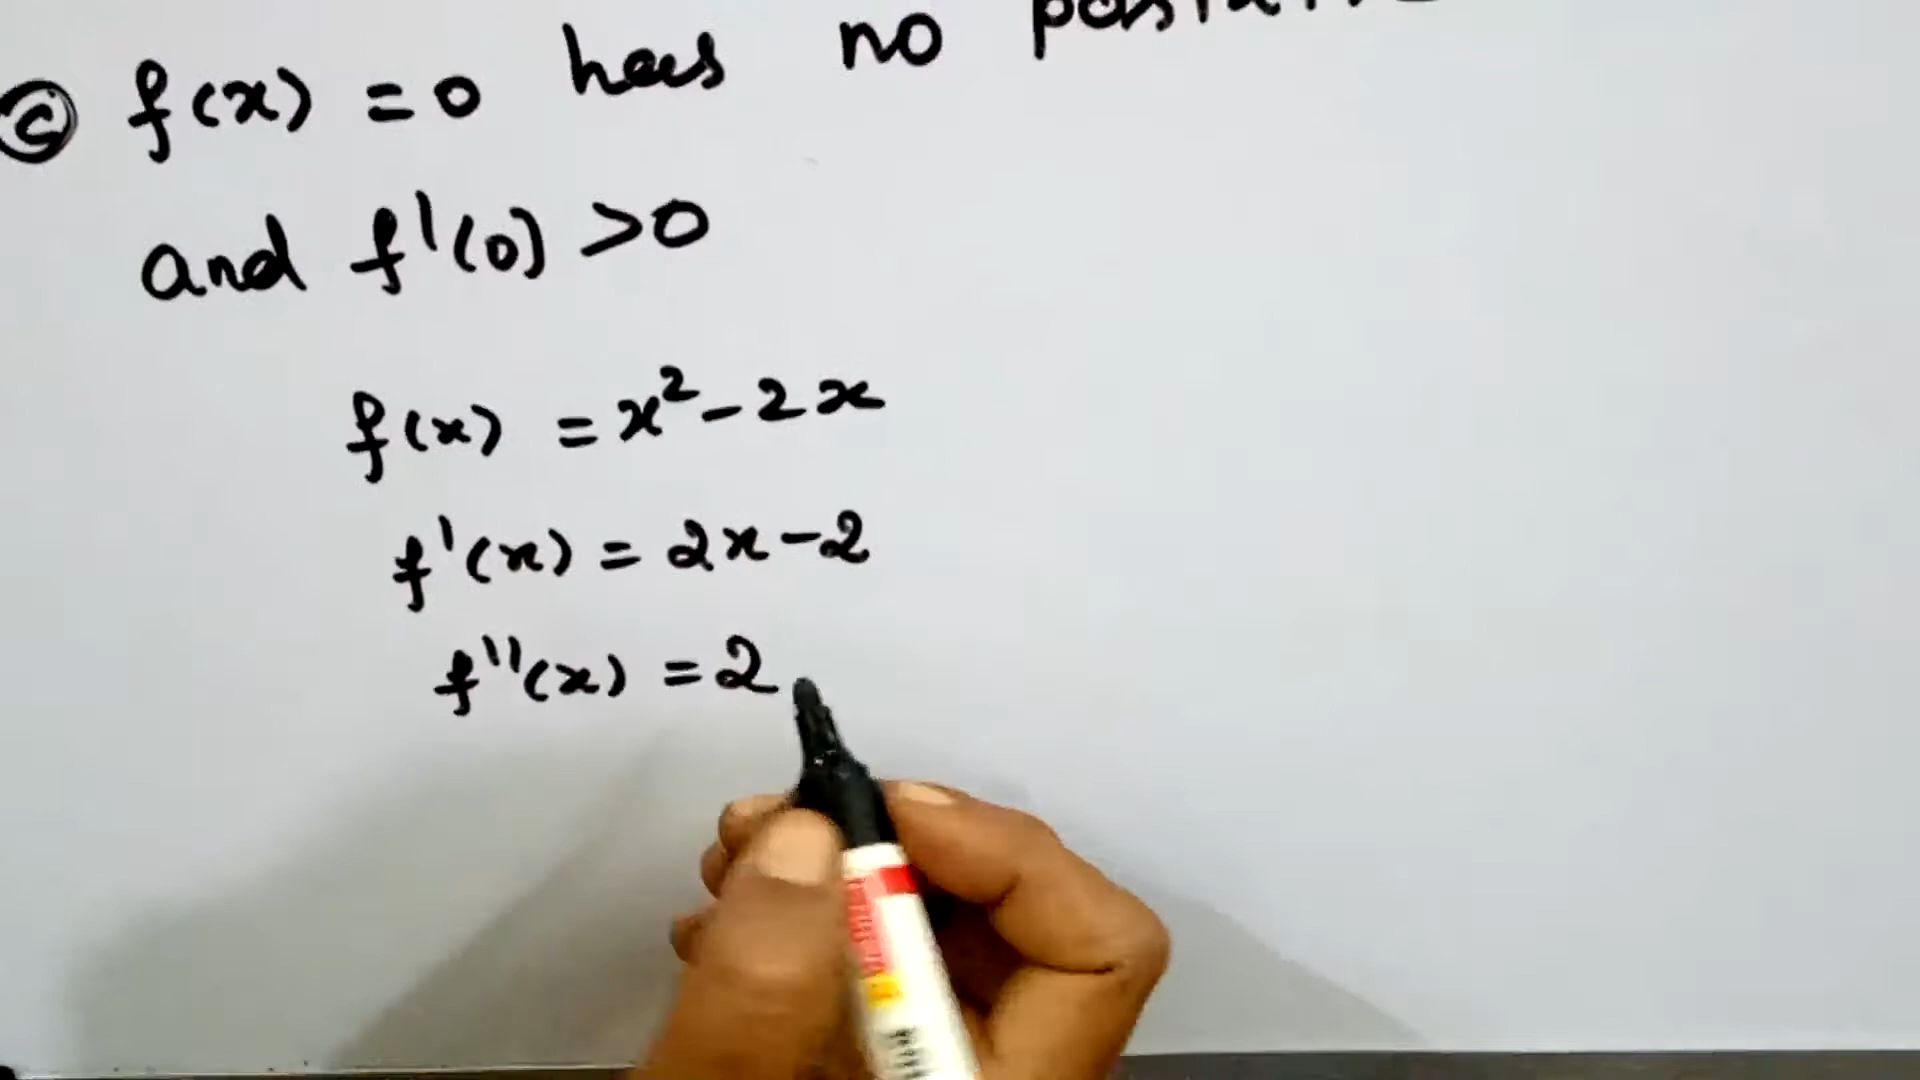 ⓒ f(x) = 0 has no
and f'(0) > 0
f(x) = x² - 2x
f'(x) = 2x - 2
f''(x) = 2